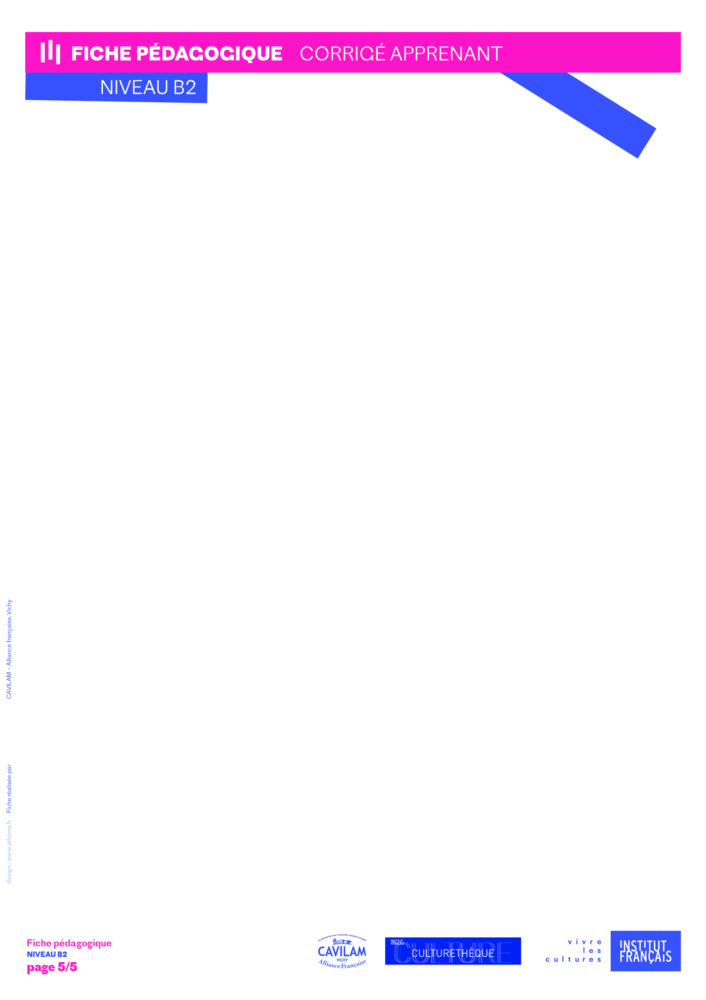 FICHE PÉDAGOGIQUE CORRIGÉ APPRENANT
NIVEAU B2
CAVILAM – Alliance française, Vichy
Fiche réalisée par
design : www.athoms.fr
Fiche pédagogique
NIVEAU B2
page 5/5
En partenariat avec l'université Clermont Auvergne
CAVILAM
VICHY
Alliance Française
INSTITUT
FRANÇAIS
CULTURE
CULTURETHÈQUE
vivre
les
cultures
INSTITUT
FRANÇAIS